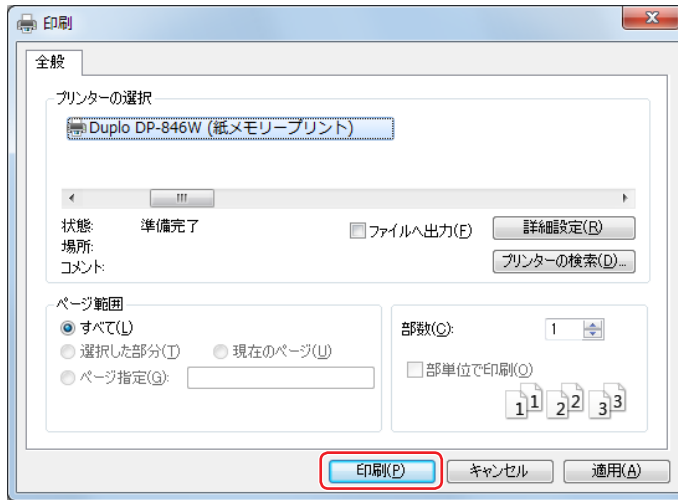 印刷
全般
プリンターの選択
Duplo DP-846W (紙メモリープリント)
状態: 準備完了
ファイルへ出力(F)
詳細設定(R)
場所:
コメント:
プリンターの検索(D)...
ページ範囲
すべて(L)
選択した部分(T) 現在のページ(U)
ページ指定(G):
部数(C): 1
部単位で印刷(O)
1 1 2 2 3 3
印刷(P) キャンセル 適用(A)